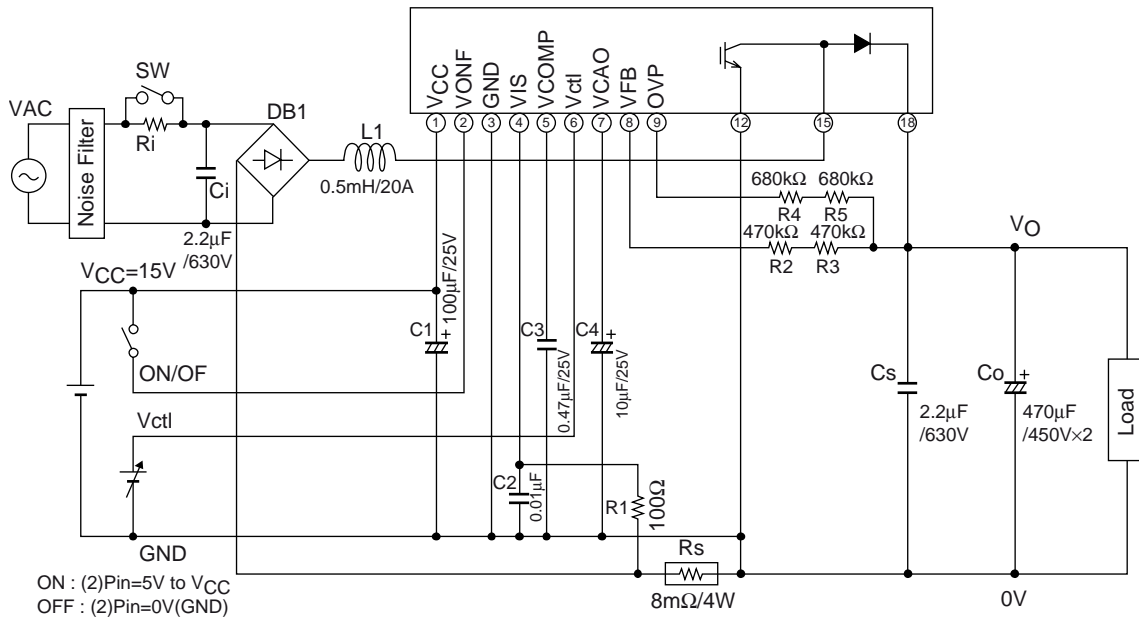 VCC
VONF
GND
VIS
VCOMP
Vctl
VCAO
VFB
OVP
1
2
3
4
5
6
7
8
9
12
15
18
SW
VAC
Noise Filter
Ri
Ci
2.2μF
/630V
DB1
L1
0.5mH/20A
680kΩ
680kΩ
R4
R5
470kΩ
470kΩ
R2
R3
VO
VCC=15V
100μF/25V
C1
+
C3
0.47μF/25V
C4
+
10μF/25V
ON/OF
Vctl
Cs
2.2μF
/630V
Co
+
470μF
/450V×2
Load
C2
0.01μF
R1
100Ω
GND
Rs
8mΩ/4W
0V
ON : (2)Pin=5V to VCC
OFF : (2)Pin=0V(GND)